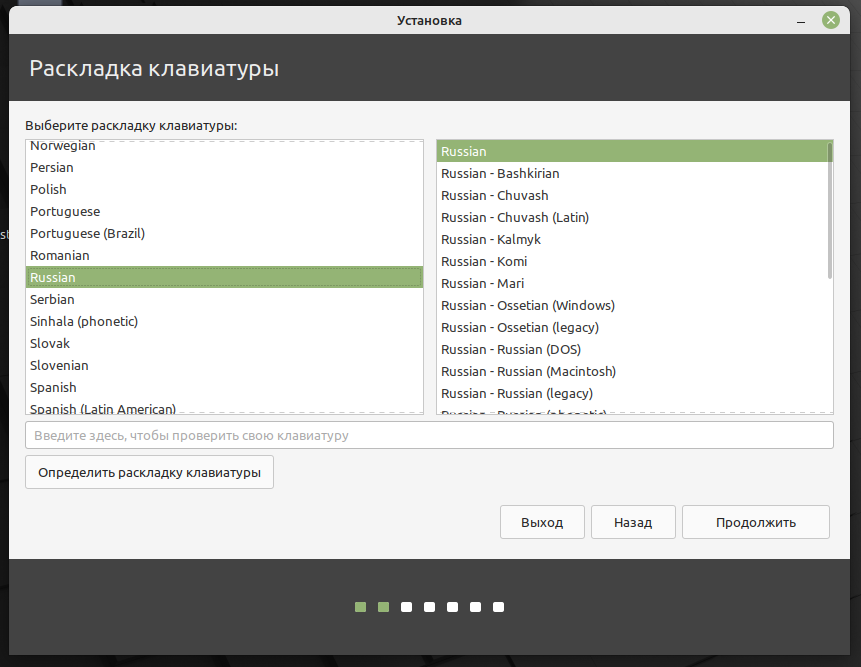 Установка
Раскладка клавиатуры
Выберите раскладку клавиатуры:
Norwegian
Persian
Polish
Portuguese
Portuguese (Brazil)
Romanian
Russian
Serbian
Sinhala (phonetic)
Slovak
Slovenian
Spanish
Spanish (Latin American)
Russian
Russian - Bashkirian
Russian - Chuvash
Russian - Chuvash (Latin)
Russian - Kalmyk
Russian - Komi
Russian - Mari
Russian - Ossetian (Windows)
Russian - Ossetian (legacy)
Russian - Russian (DOS)
Russian - Russian (Macintosh)
Russian - Russian (legacy)
Russian - Russian (phonetic)
Введите здесь, чтобы проверить свою клавиатуру
Определить раскладку клавиатуры
Выход
Назад
Продолжить